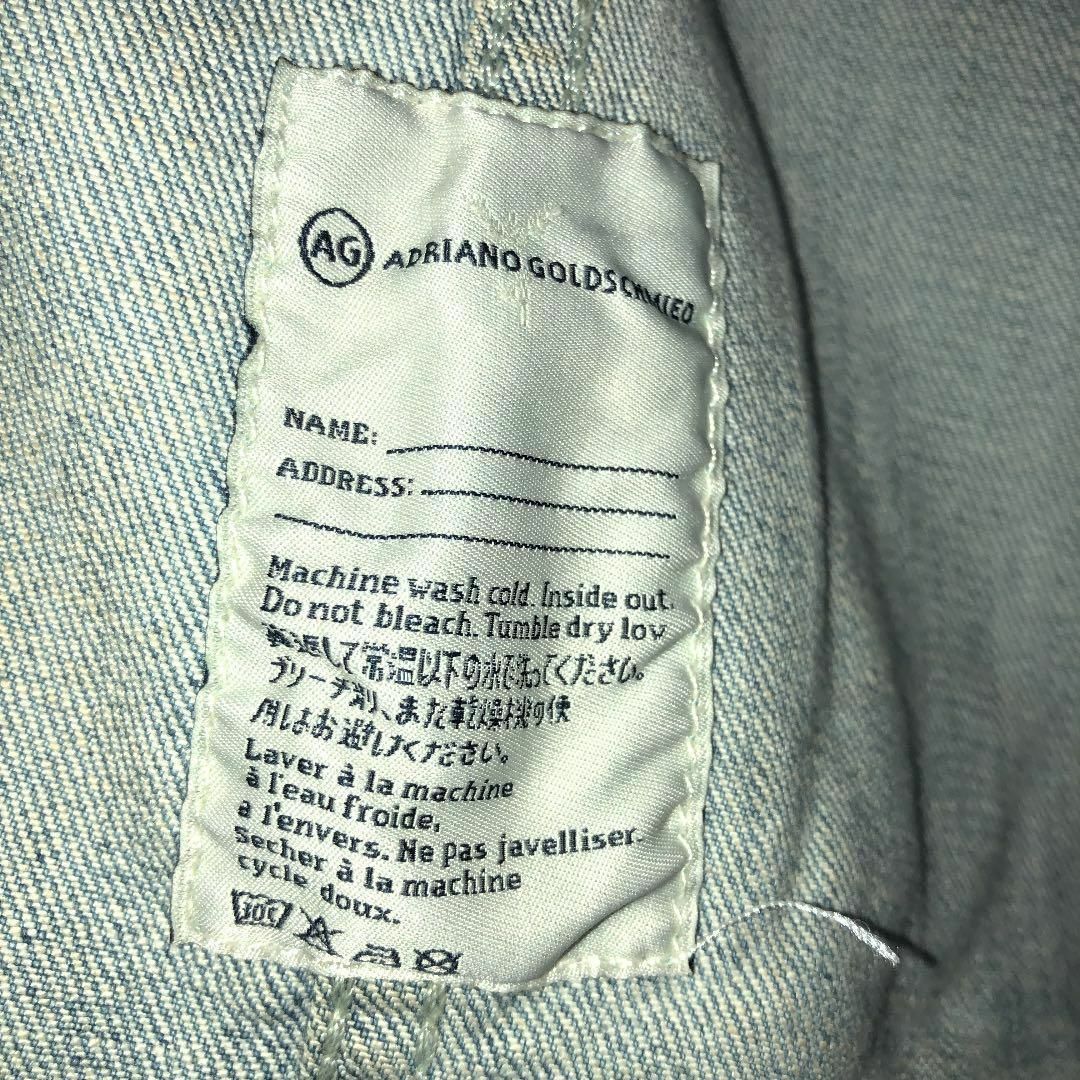 AG ADRIANO GOLDSCHMIED
NAME:
ADDRESS:
Machine wash cold. Inside out.
Do not bleach. Tumble dry low
裏返して常温以下の水で洗ってください。
ブリーチ剤、また乾燥機の使
用はお避けください。
Laver à la machine
à l'eau froide,
a l'envers. Ne pas javelliser.
Secher à la machine
cycle doux.
30C